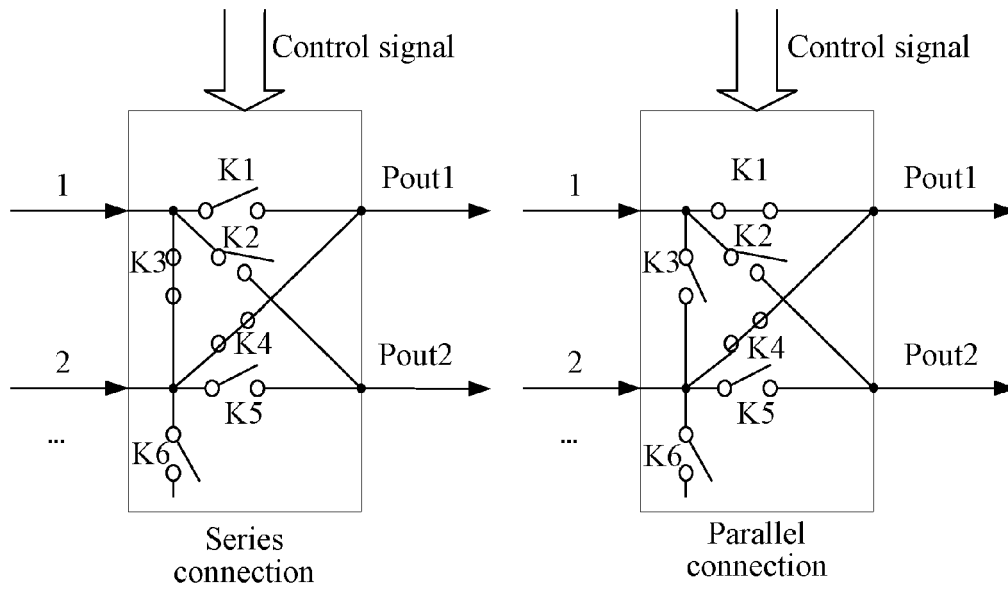 Control signal
K1
Pout1
1
K2
K3
K4
Pout2
2
K5
...
K6
Series
connection
Control signal
K1
Pout1
1
K2
K3
K4
Pout1
2
K5
...
K6
Parallel
connection